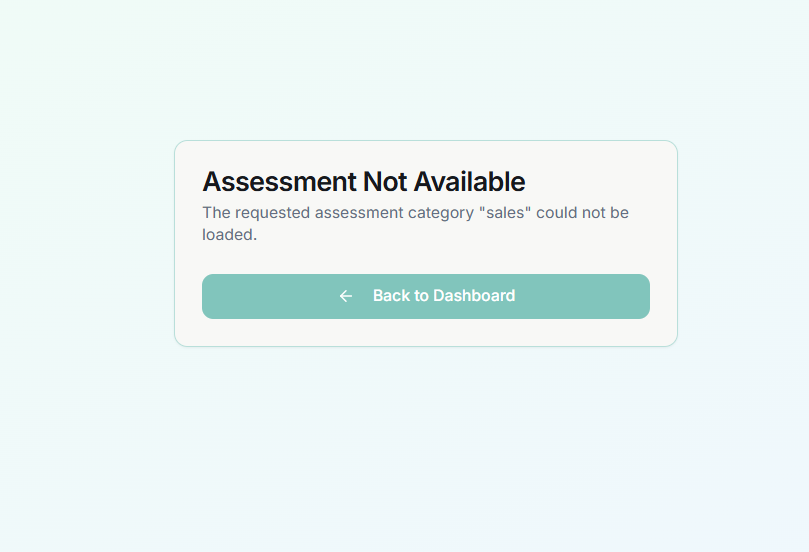 Assessment Not Available
The requested assessment category "sales" could not be
loaded.
Back to Dashboard